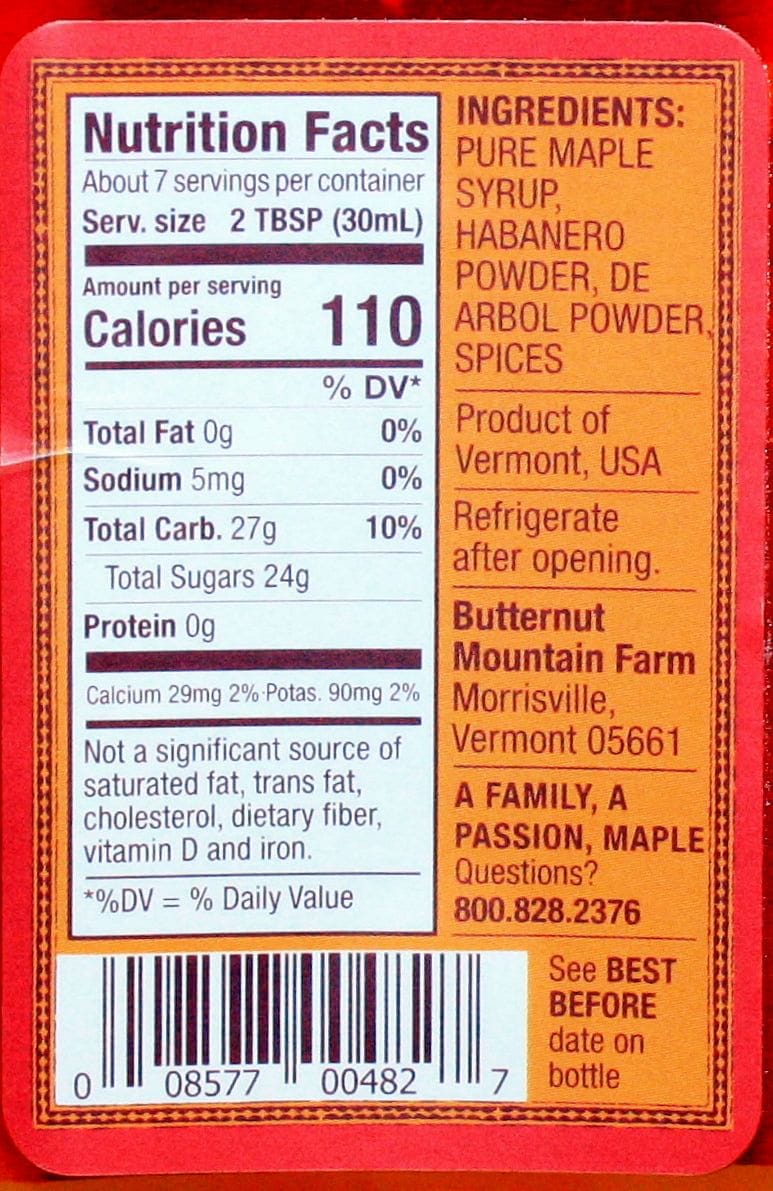 Nutrition Facts
About 7 servings per container
Serv. size 2 TBSP (30mL)
Amount per serving
Calories 110
% DV*
Total Fat 0g 0%
Sodium 5mg 0%
Total Carb. 27g 10%
Total Sugars 24g
Protein 0g
Calcium 29mg 2%·Potas. 90mg 2%
Not a significant source of
saturated fat, trans fat,
cholesterol, dietary fiber,
vitamin D and iron.
*%DV = % Daily Value
INGREDIENTS:
PURE MAPLE
SYRUP,
HABANERO
POWDER, DE
ARBOL POWDER,
SPICES
Product of
Vermont, USA
Refrigerate
after opening.
Butternut
Mountain Farm
Morrisville,
Vermont 05661
A FAMILY, A
PASSION, MAPLE
Questions?
800.828.2376
See BEST
BEFORE
date on
bottle
0 08577 00482 7